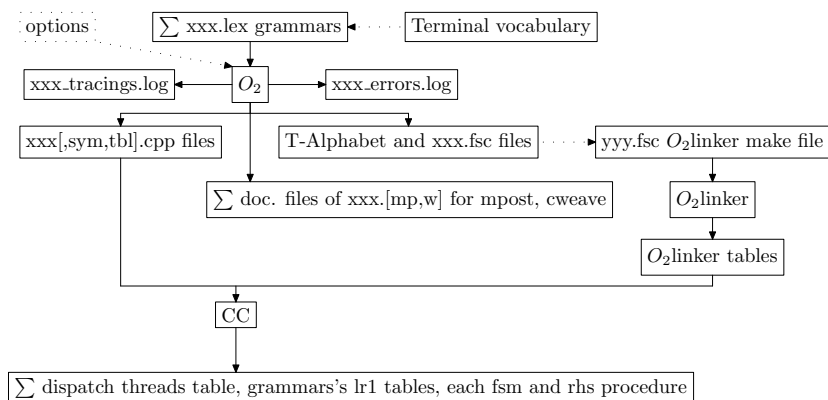 options
∑ xxx.lex grammars
Terminal vocabulary
xxx_tracings.log
O₂
xxx_errors.log
xxx[,sym,tbl].cpp files
T-Alphabet and xxx.fsc files
yyy.fsc O₂linker make file
∑ doc. files of xxx.[mp,w] for mpost, cweave
O₂linker
O₂linker tables
CC
∑ dispatch threads table, grammars's lr1 tables, each fsm and rhs procedure